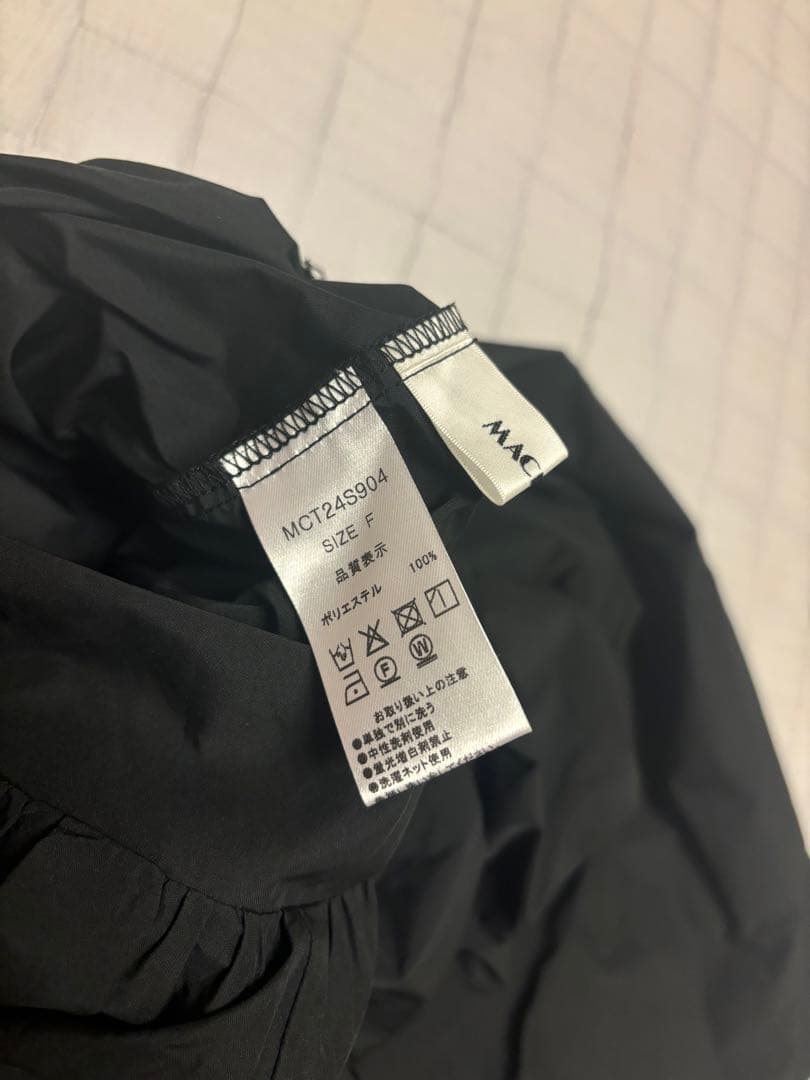 MAC
MCT24S904
SIZE F
品質表示
ポリエステル 100%
F W
お取り扱い上の注意
●単独で別に洗う
●中性洗剤使用
●蛍光増白剤禁止
●洗濯ネット使用